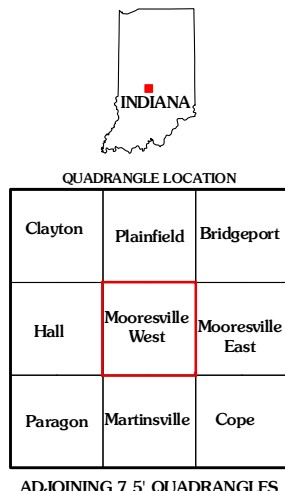 INDIANA
QUADRANGLE LOCATION
Clayton
Plainfield
Bridgeport
Hall
Mooresville
West
Mooresville
East
Paragon
Martinsville
Cope
ADJOINING 7.5' QUADRANGLES